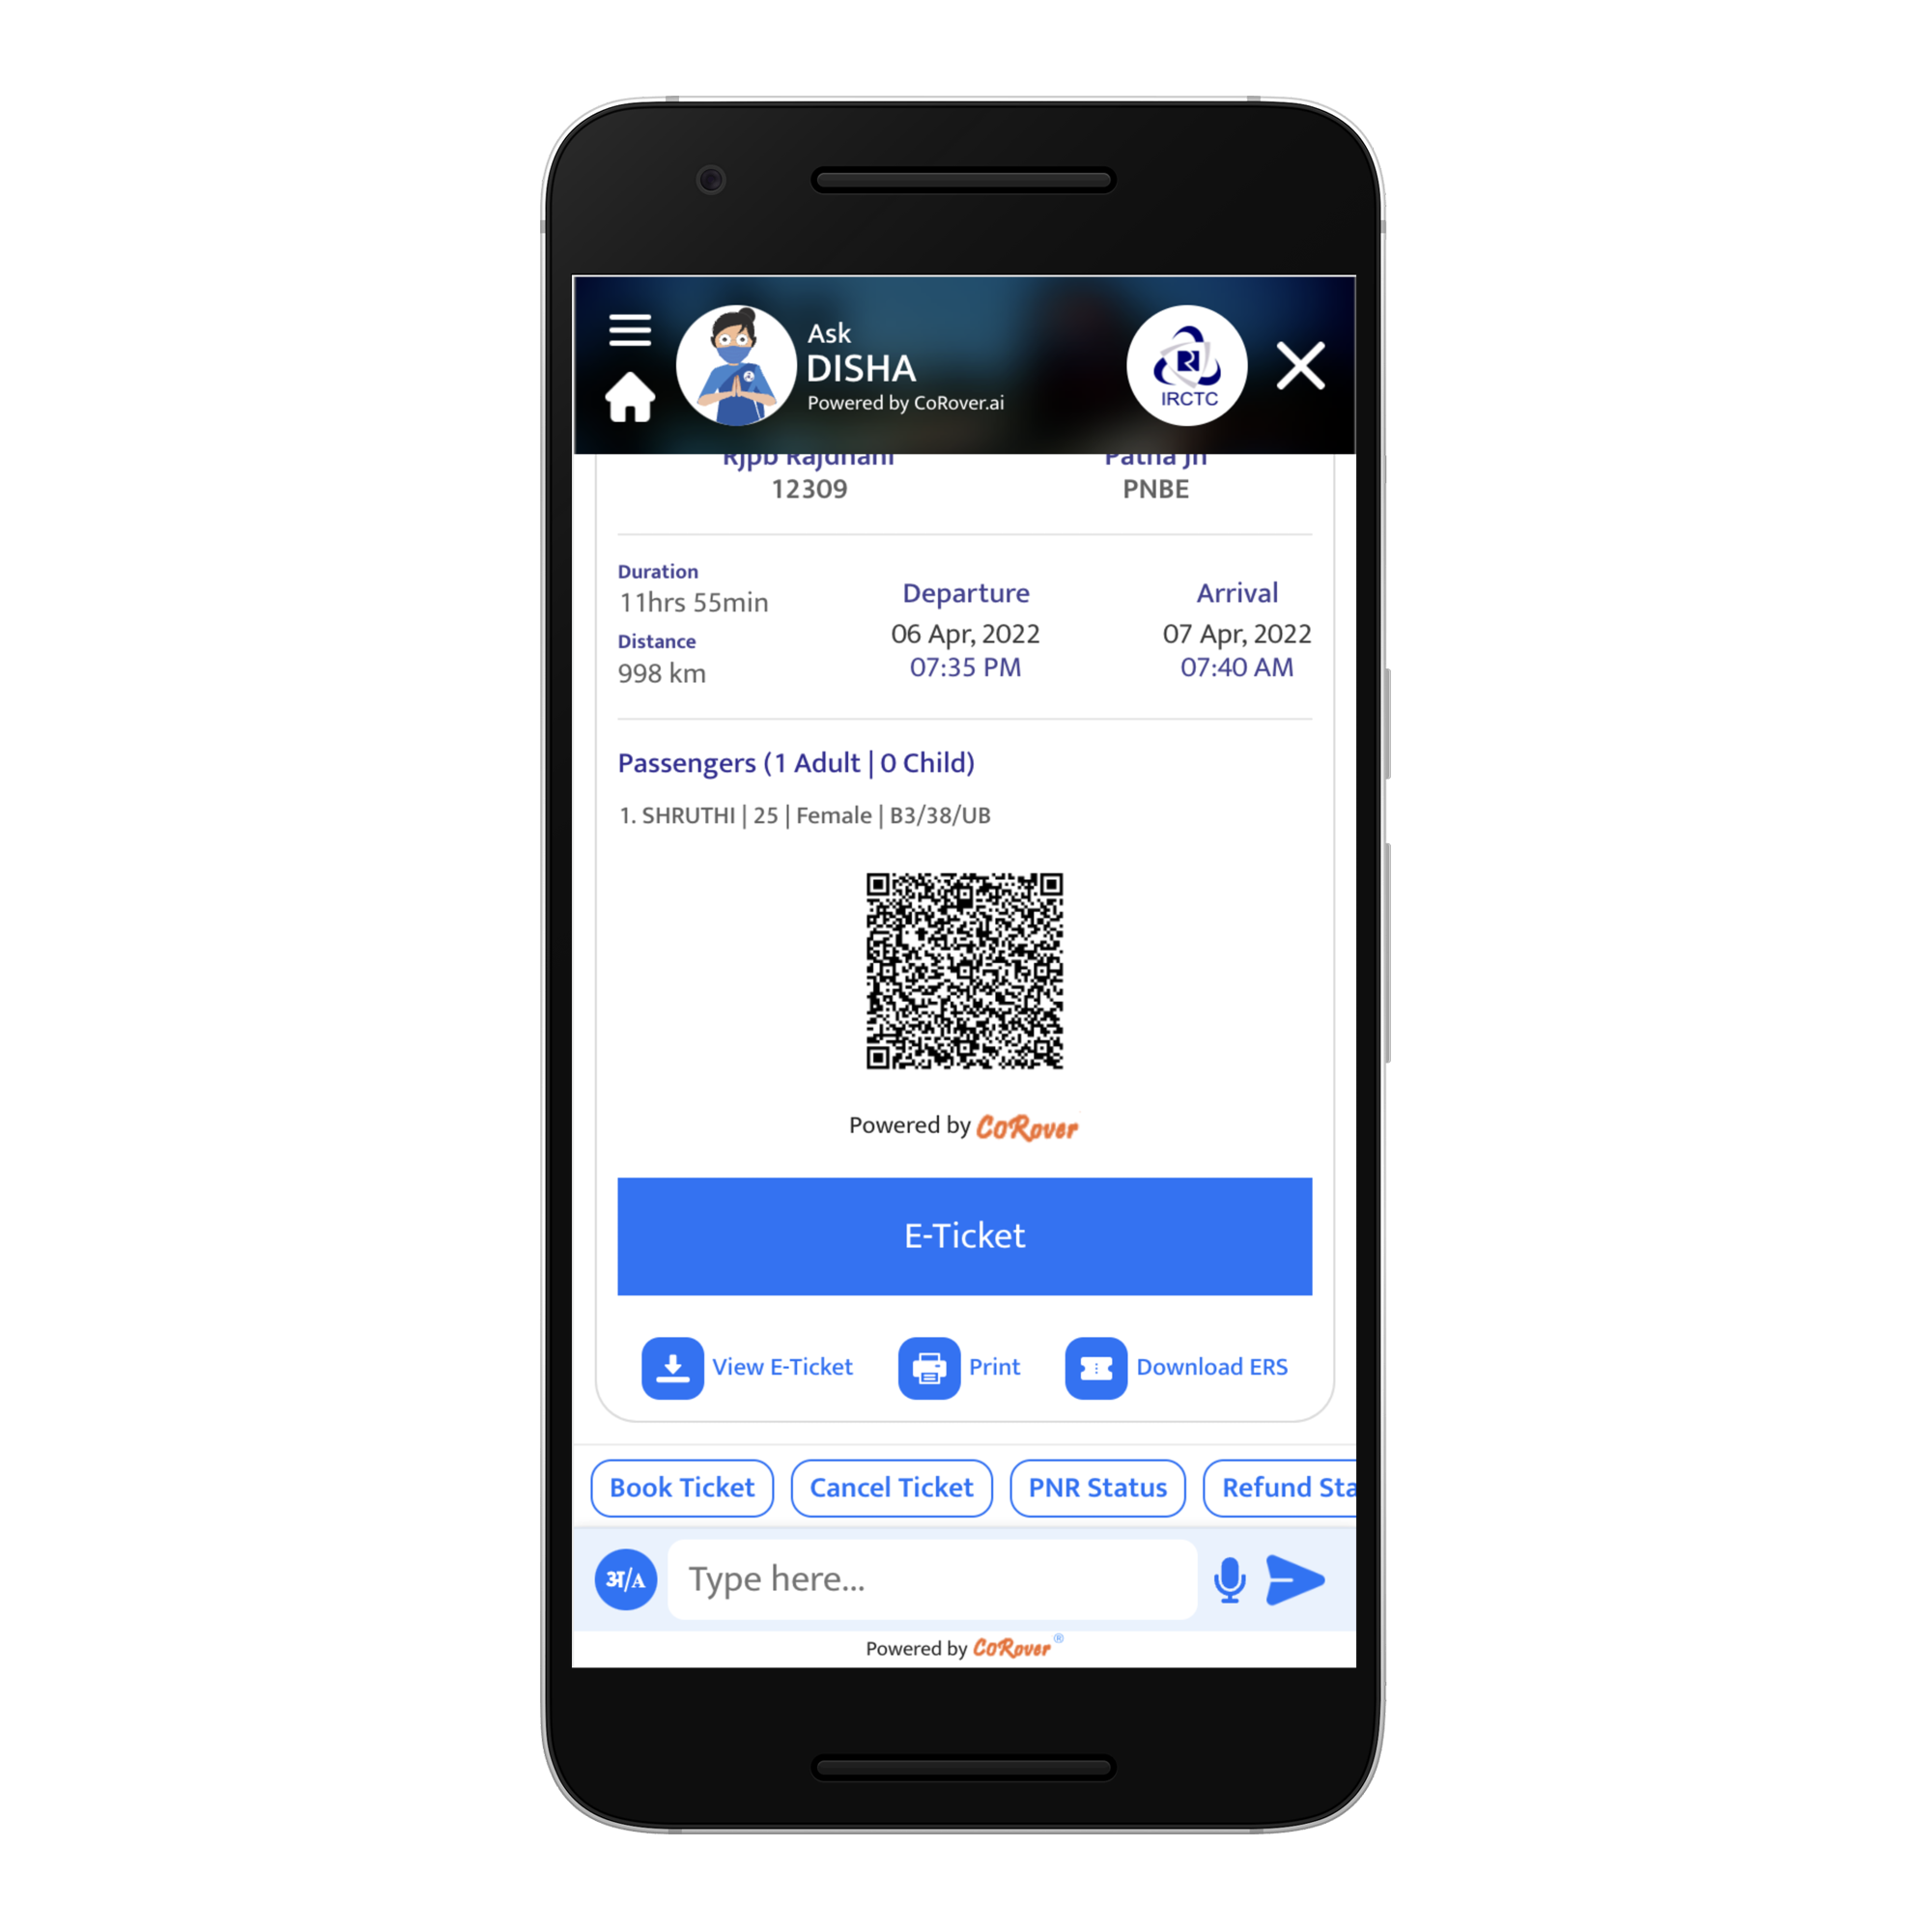 Ask
DISHA
Powered by CoRover.ai
IRCTC
Rjpb Rajdhani
12309
Patna Jn
PNBE
Duration
11hrs 55min
Distance
998 km
Departure
06 Apr, 2022
07:35 PM
Arrival
07 Apr, 2022
07:40 AM
Passengers (1 Adult | 0 Child)
1. SHRUTHI | 25 | Female | B3/38/UB
Powered by CoRover
E-Ticket
View E-Ticket
Print
Download ERS
Book Ticket
Cancel Ticket
PNR Status
Refund Sta
अ/A
Type here...
Powered by CoRover®